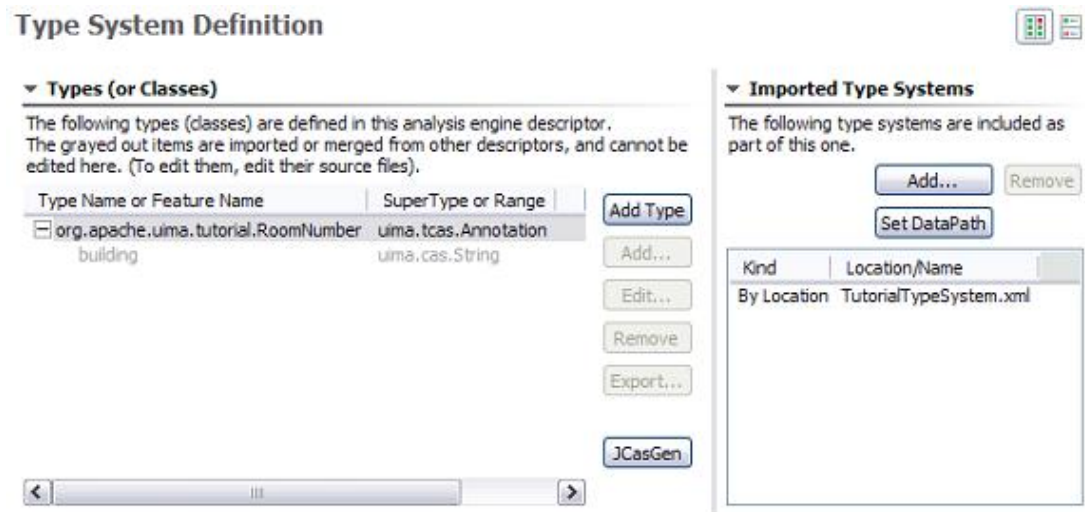 Type System Definition
Types (or Classes)
The following types (classes) are defined in this analysis engine descriptor.
The grayed out items are imported or merged from other descriptors, and cannot be
edited here. (To edit them, edit their source files).
Type Name or Feature Name SuperType or Range
org.apache.uima.tutorial.RoomNumber uima.tcas.Annotation
building uima.cas.String
Add Type
Add...
Edit...
Remove
Export...
JCasGen
Imported Type Systems
The following type systems are included as
part of this one.
Add... Remove
Set DataPath
Kind Location/Name
By Location TutorialTypeSystem.xml